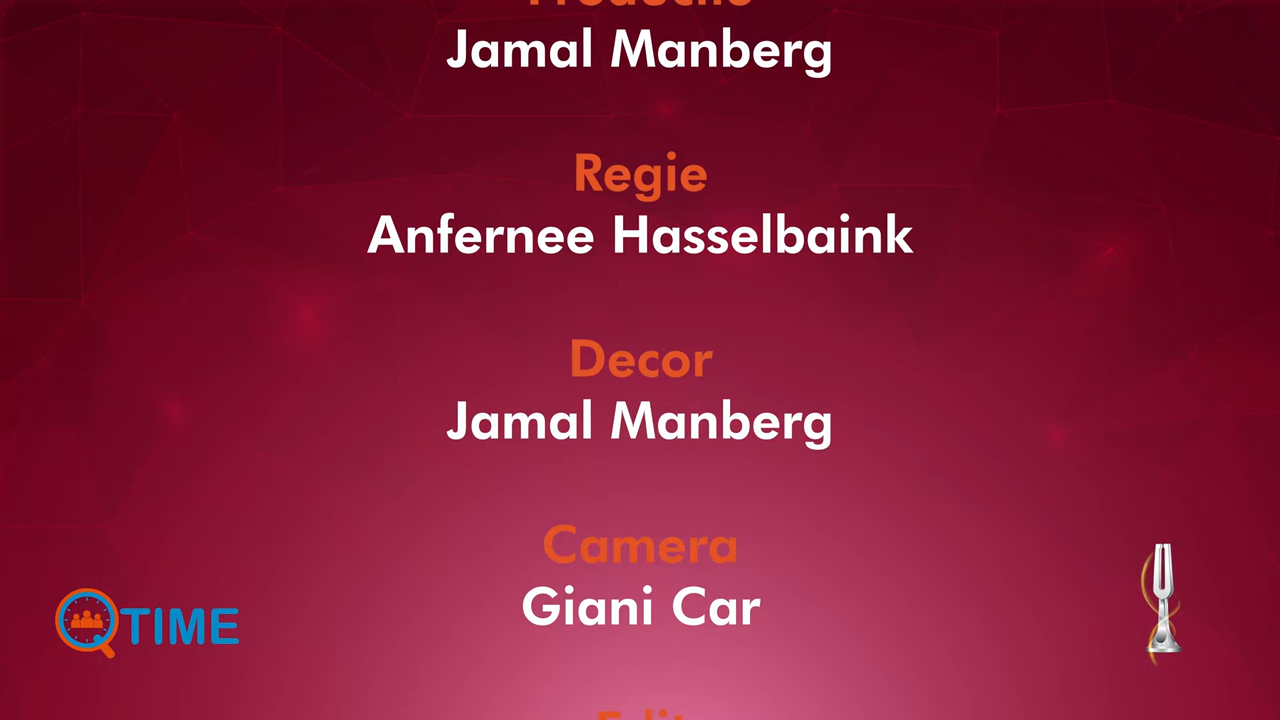 Jamal Manberg
Regie
Anfernee Hasselbaink
Decor
Jamal Manberg
Camera
Giani Car
QTIME